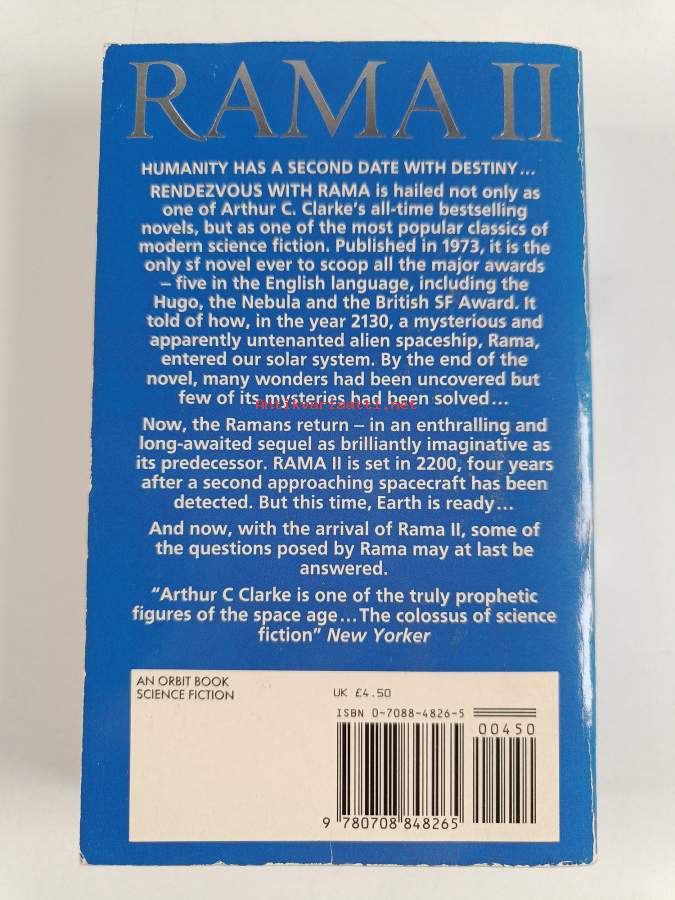 RAMA II
HUMANITY HAS A SECOND DATE WITH DESTINY...
RENDEZVOUS WITH RAMA is hailed not only as
one of Arthur C. Clarke's all-time bestselling
novels, but as one of the most popular classics of
modern science fiction. Published in 1973, it is the
only sf novel ever to scoop all the major awards
– five in the English language, including the
Hugo, the Nebula and the British SF Award. It
told of how, in the year 2130, a mysterious and
apparently untenanted alien spaceship, Rama,
entered our solar system. By the end of the
novel, many wonders had been uncovered but
few of its mysteries had been solved...
antikvariaatti.net
Now, the Ramans return – in an enthralling and
long-awaited sequel as brilliantly imaginative as
its predecessor. RAMA II is set in 2200, four years
after a second approaching spacecraft has been
detected. But this time, Earth is ready...
And now, with the arrival of Rama II, some of
the questions posed by Rama may at last be
answered.
"Arthur C Clarke is one of the truly prophetic
figures of the space age...The colossus of science
fiction" New Yorker
AN ORBIT BOOK
SCIENCE FICTION
UK £4.50
ISBN 0-7088-4826-5
00450
9 780708 848265